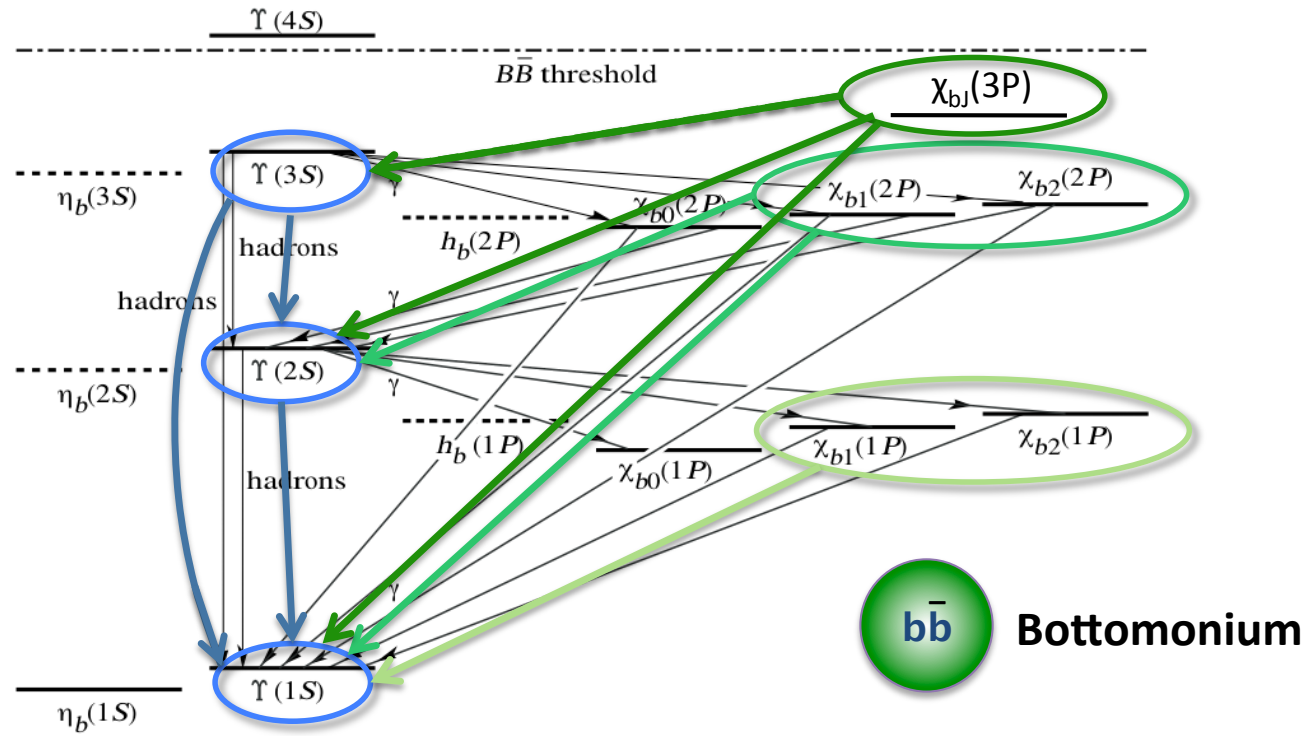 ϒ(4S)
BB̅ threshold
χbJ(3P)
ϒ(3S)
γ
ηb(3S)
χb0(2P)
χb1(2P)
χb2(2P)
hb(2P)
hadrons
hadrons
γ
ϒ(2S)
γ
ηb(2S)
hb(1P)
χb0(1P)
χb1(1P)
χb2(1P)
hadrons
γ
bb̅ Bottomonium
ϒ(1S)
ηb(1S)